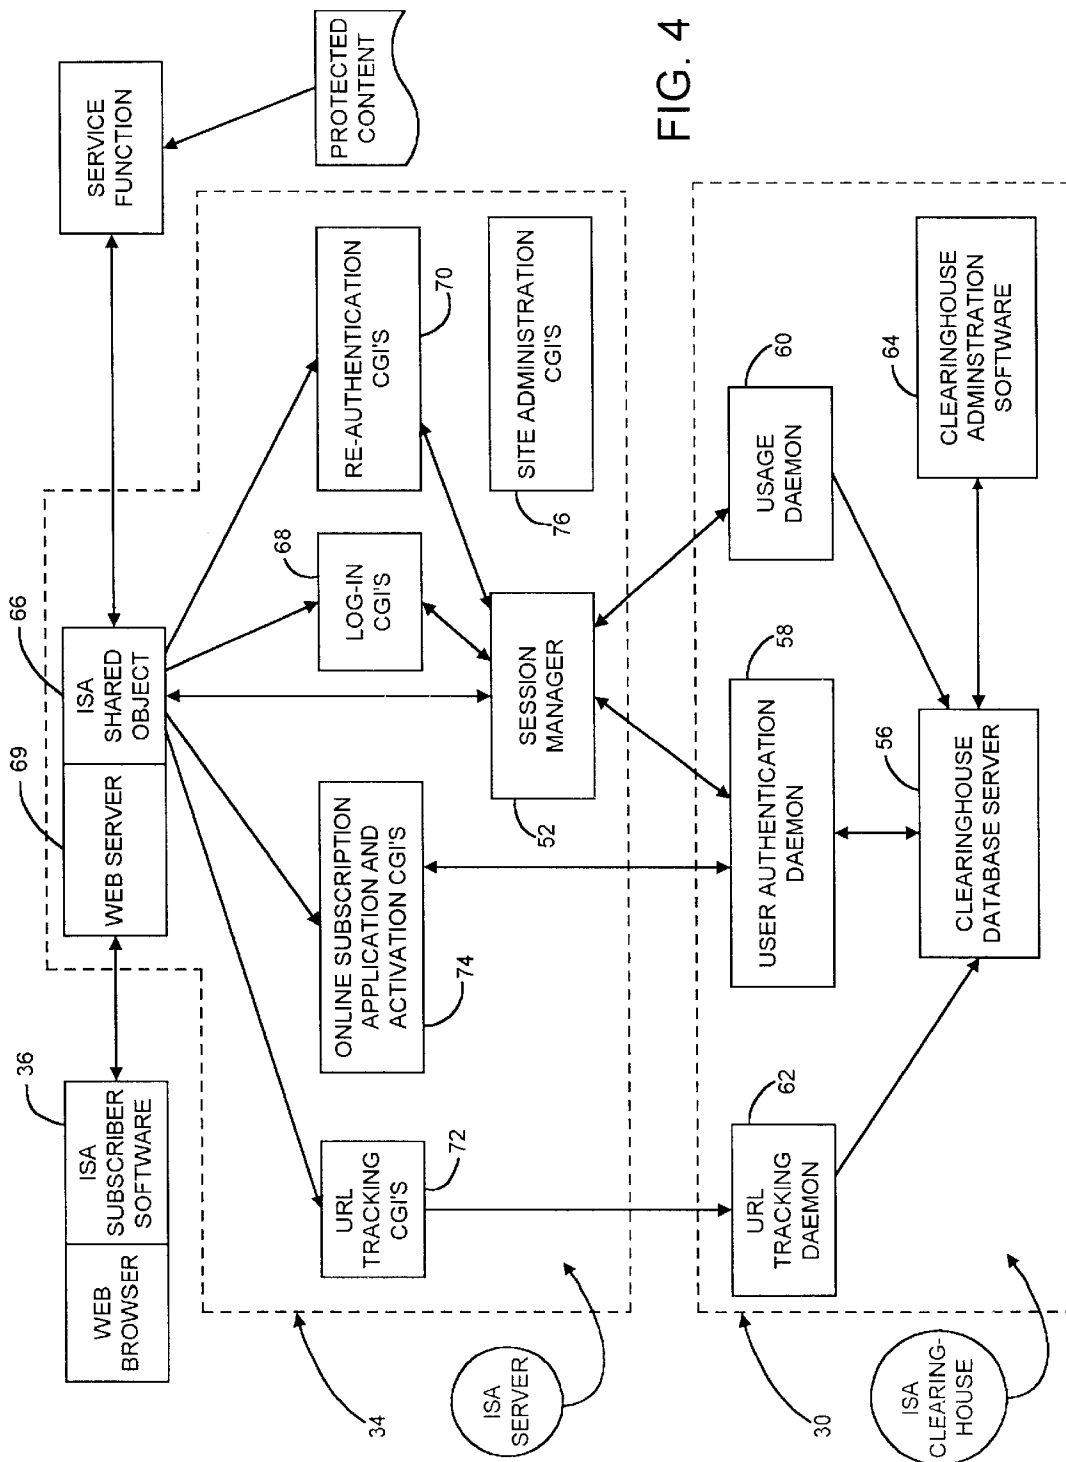 WEB
BROWSER
ISA
SUBSCRIBER
SOFTWARE
36
WEB SERVER
69
ISA
SHARED
OBJECT
66
SERVICE
FUNCTION
PROTECTED
CONTENT
34
URL
TRACKING
CGI'S
72
ONLINE SUBSCRIPTION
APPLICATION AND
ACTIVATION CGI'S
74
LOG-IN
CGI'S
68
RE-AUTHENTICATION
CGI'S
70
ISA
SERVER
SESSION
MANAGER
52
SITE ADMINISTRATION
CGI'S
76
FIG. 4
30
URL
TRACKING
DAEMON
62
USER AUTHENTICATION
DAEMON
58
USAGE
DAEMON
60
ISA
CLEARING-
HOUSE
CLEARINGHOUSE
DATABASE SERVER
56
CLEARINGHOUSE
ADMINSTRATION
SOFTWARE
64